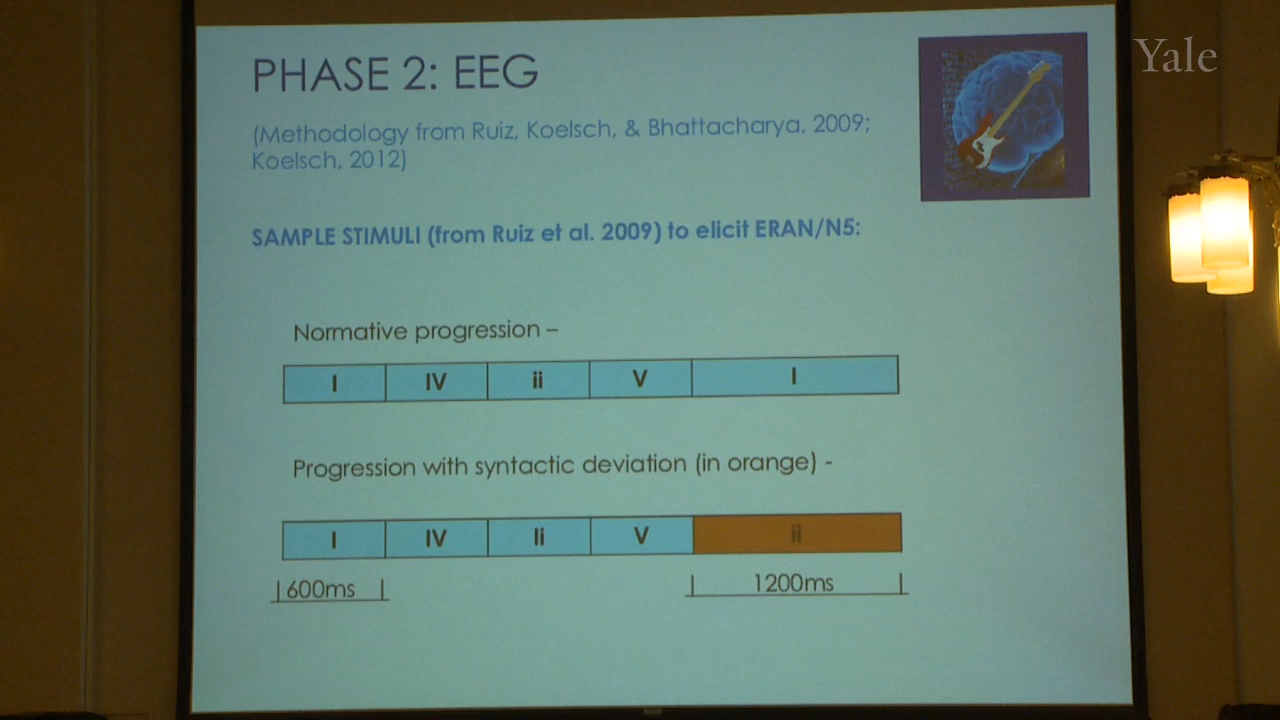 Yale
PHASE 2: EEG
(Methodology from Ruiz, Koelsch, & Bhattacharya, 2009;
Koelsch, 2012)
SAMPLE STIMULI (from Ruiz et al. 2009) to elicit ERAN/N5:
Normative progression –
I IV ii V I
Progression with syntactic deviation (in orange) -
I IV Ii V ii
600ms 1200ms